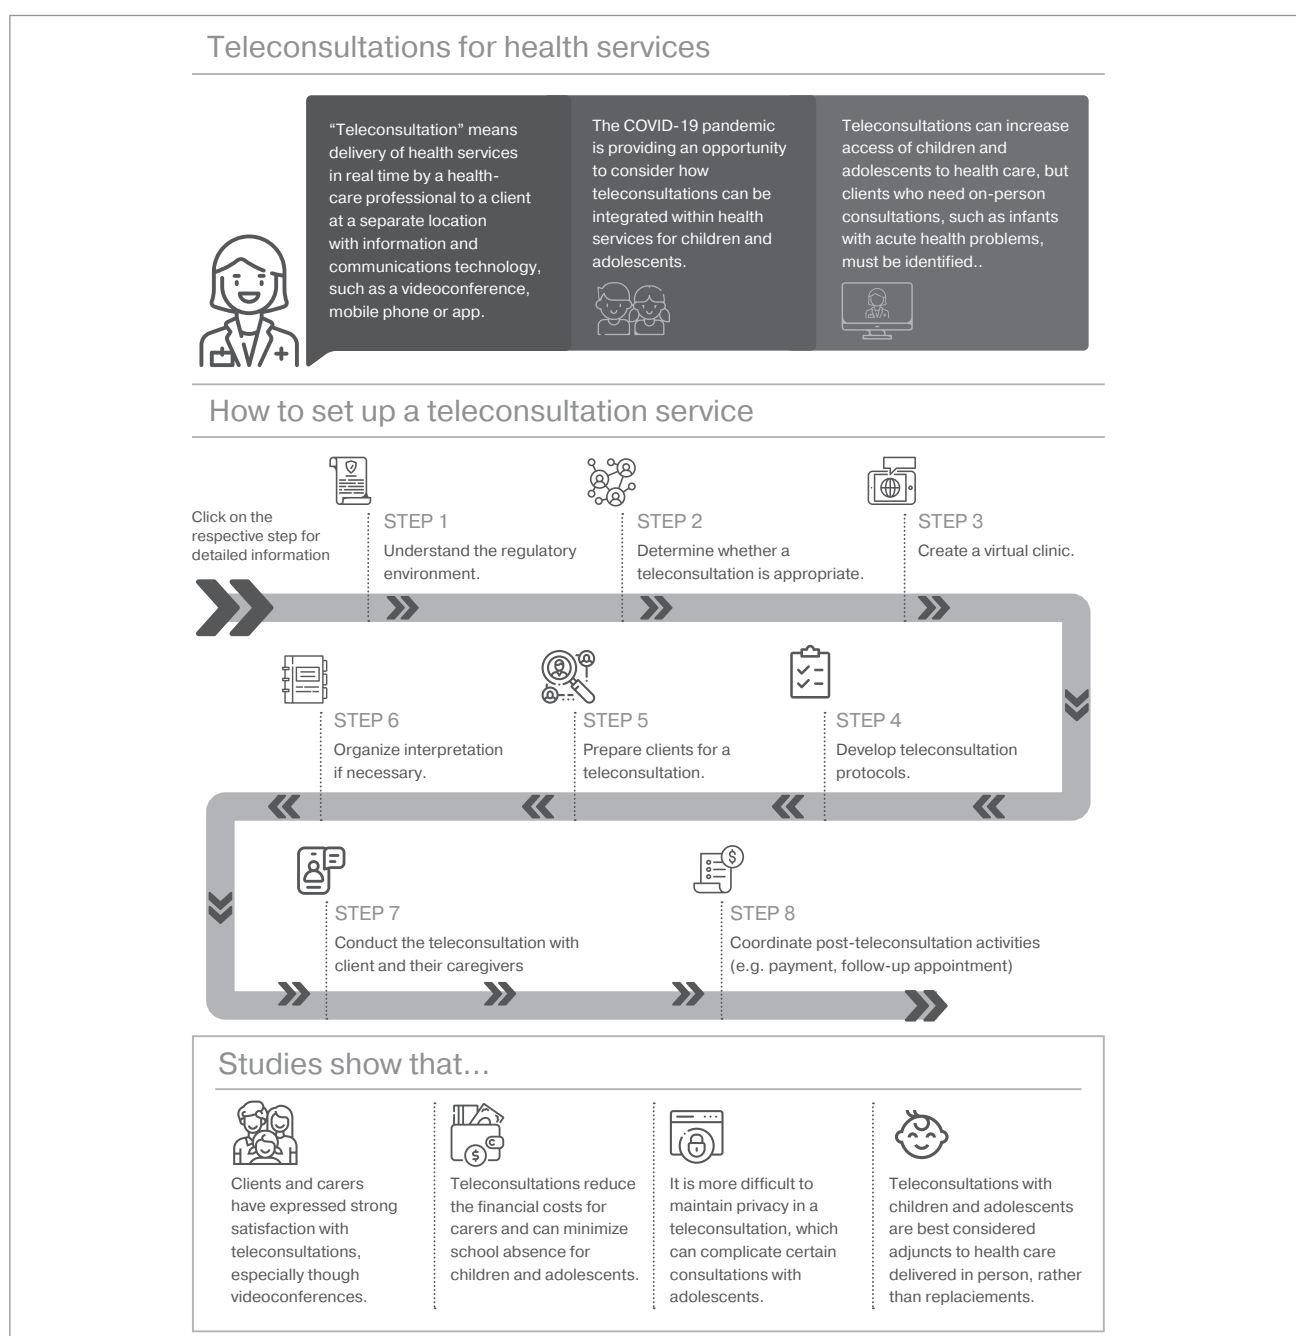 Teleconsultations for health services
“Teleconsultation” means
delivery of health services
in real time by a health-
care professional to a client
at a separate location
with information and
communications technology,
such as a videoconference,
mobile phone or app.
The COVID-19 pandemic
is providing an opportunity
to consider how
teleconsultations can be
integrated within health
services for children and
adolescents.
Teleconsultations can increase
access of children and
adolescents to health care, but
clients who need on-person
consultations, such as infants
with acute health problems,
must be identified..
How to set up a teleconsultation service
Click on the
respective step for
detailed information
STEP 1
Understand the regulatory
environment.
STEP 2
Determine whether a
teleconsultation is appropriate.
STEP 3
Create a virtual clinic.
STEP 4
Develop teleconsultation
protocols.
STEP 5
Prepare clients for a
teleconsultation.
STEP 6
Organize interpretation
if necessary.
STEP 7
Conduct the teleconsultation with
client and their caregivers
STEP 8
Coordinate post-teleconsultation activities
(e.g. payment, follow-up appointment)
Studies show that...
Clients and carers
have expressed strong
satisfaction with
teleconsultations,
especially though
videoconferences.
Teleconsultations reduce
the financial costs for
carers and can minimize
school absence for
children and adolescents.
It is more difficult to
maintain privacy in a
teleconsultation, which
can complicate certain
consultations with
adolescents.
Teleconsultations with
children and adolescents
are best considered
adjuncts to health care
delivered in person, rather
than replaciements.